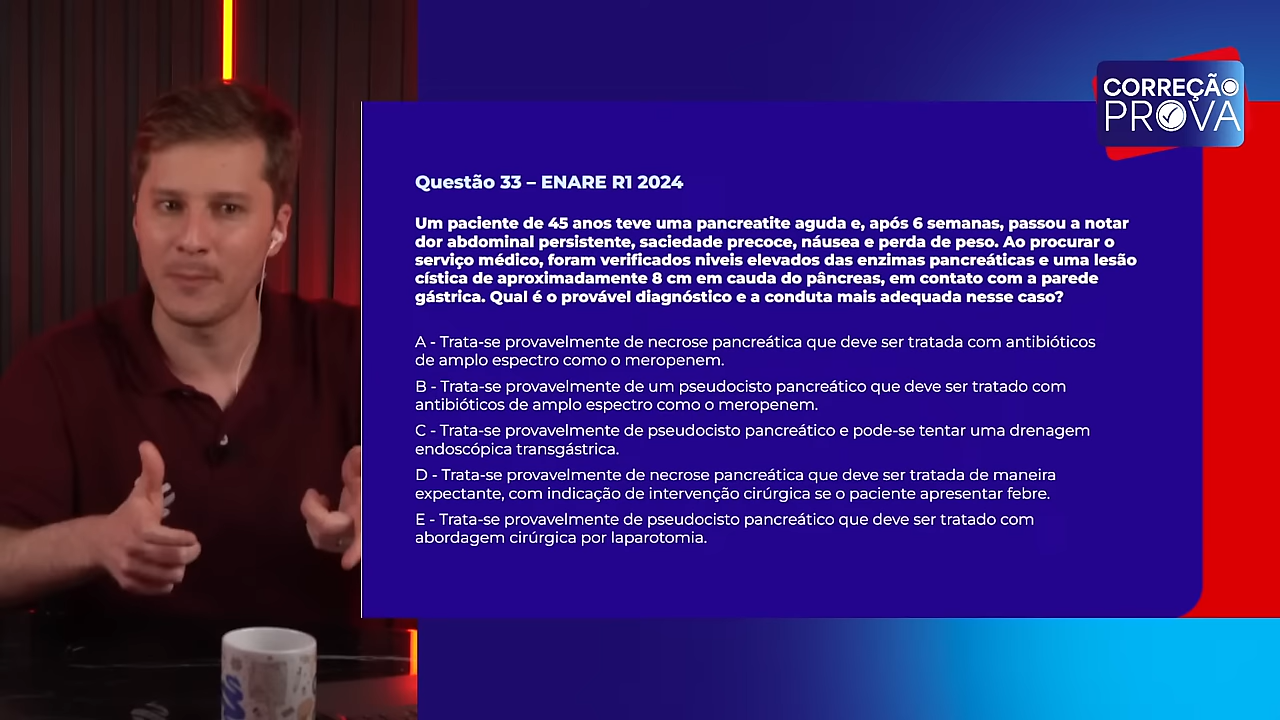 CORREÇÃO
PROVA
Questão 33 – ENARE R1 2024
Um paciente de 45 anos teve uma pancreatite aguda e, após 6 semanas, passou a notar
dor abdominal persistente, saciedade precoce, náusea e perda de peso. Ao procurar o
serviço médico, foram verificados níveis elevados das enzimas pancreáticas e uma lesão
cística de aproximadamente 8 cm em cauda do pâncreas, em contato com a parede
gástrica. Qual é o provável diagnóstico e a conduta mais adequada nesse caso?
A - Trata-se provavelmente de necrose pancreática que deve ser tratada com antibióticos
de amplo espectro como o meropenem.
B - Trata-se provavelmente de um pseudocisto pancreático que deve ser tratado com
antibióticos de amplo espectro como o meropenem.
C - Trata-se provavelmente de pseudocisto pancreático e pode-se tentar uma drenagem
endoscópica transgástrica.
D - Trata-se provavelmente de necrose pancreática que deve ser tratada de maneira
expectante, com indicação de intervenção cirúrgica se o paciente apresentar febre.
E - Trata-se provavelmente de pseudocisto pancreático que deve ser tratado com
abordagem cirúrgica por laparotomia.